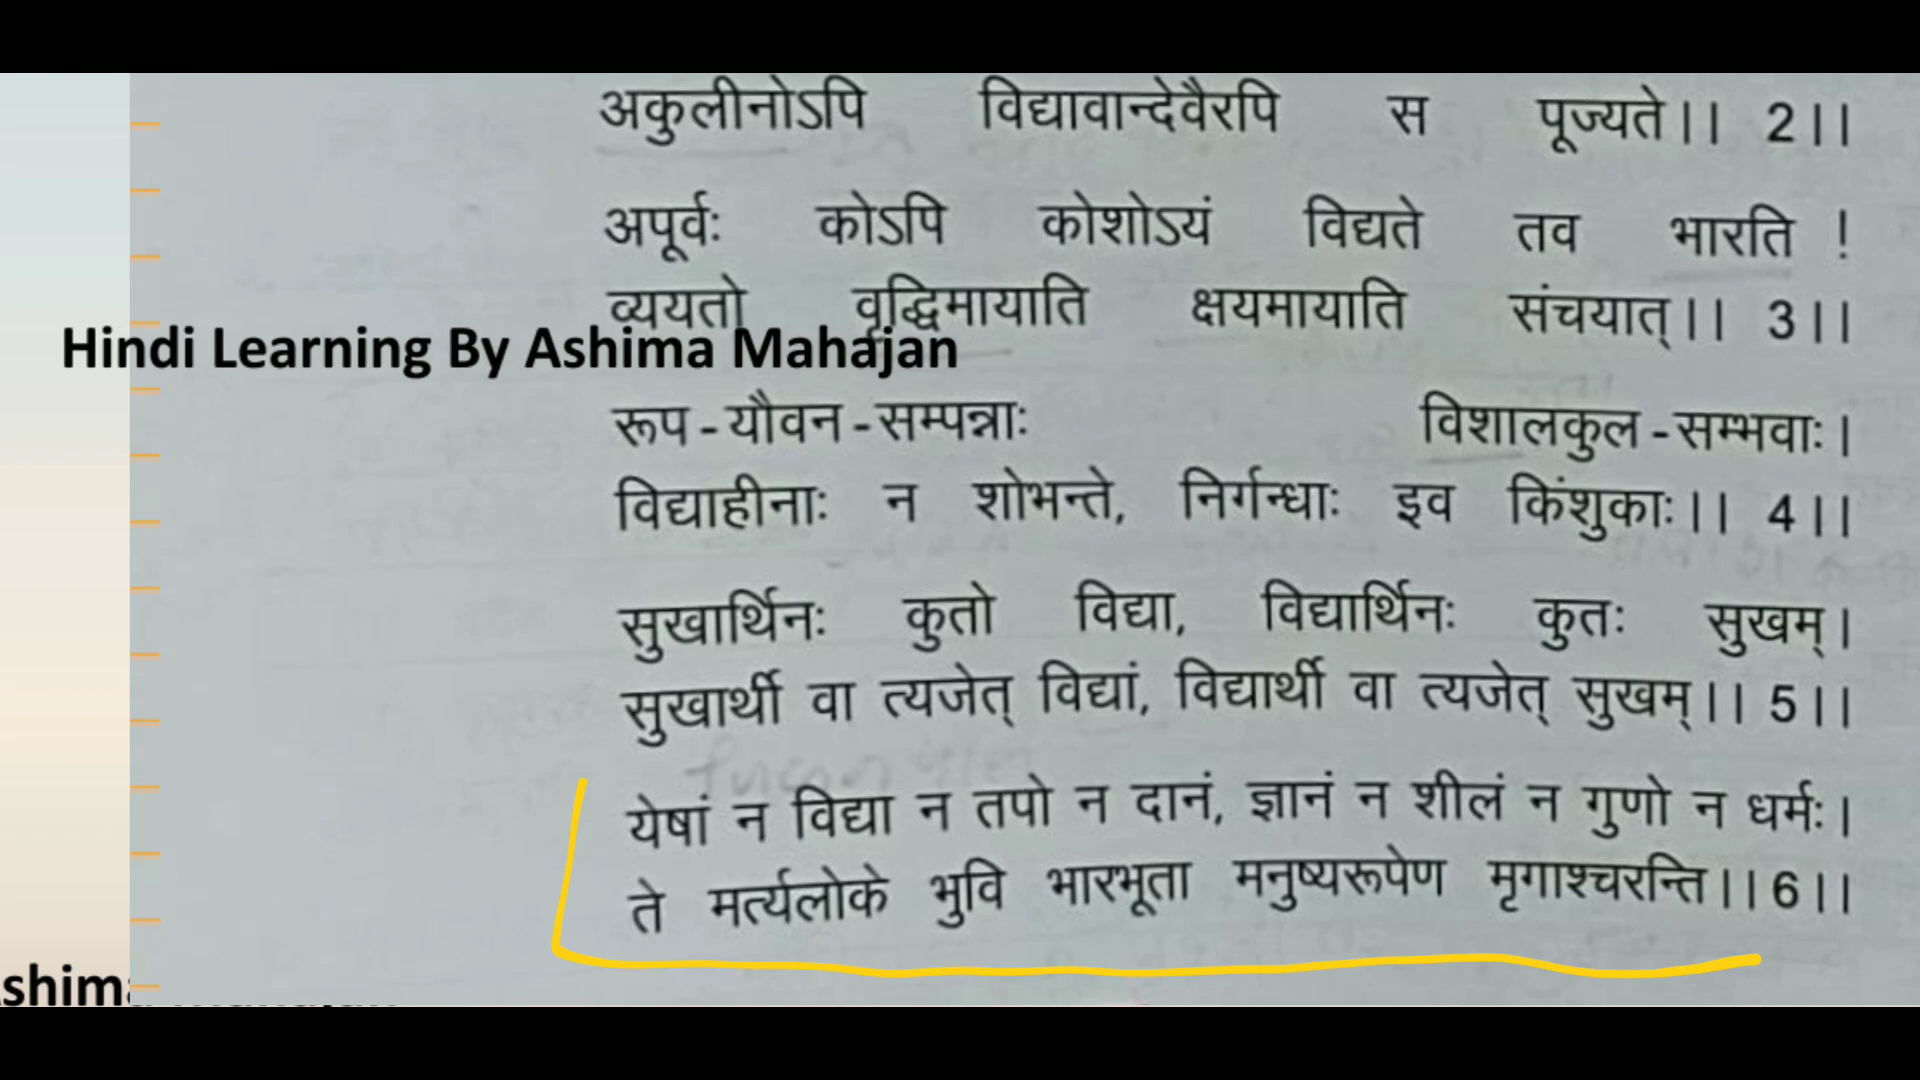 अकुलीनोऽपि विद्यावान्देवैरपि स पूज्यते।। 2।।
अपूर्वः कोऽपि कोशोऽयं विद्यते तव भारति !
व्ययतो वृद्धिमायाति क्षयमायाति संचयात्।। 3।।
Hindi Learning By Ashima Mahajan
रूप-यौवन-सम्पन्नाः विशालकुल-सम्भवाः।
विद्याहीनाः न शोभन्ते, निर्गन्धाः इव किंशुकाः।। 4।।
सुखार्थिनः कुतो विद्या, विद्यार्थिनः कुतः सुखम्।
सुखार्थी वा त्यजेत् विद्यां, विद्यार्थी वा त्यजेत् सुखम्।। 5।।
येषां न विद्या न तपो न दानं, ज्ञानं न शीलं न गुणो न धर्मः।
ते मर्त्यलोके भुवि भारभूता मनुष्यरूपेण मृगाश्चरन्ति।। 6।।